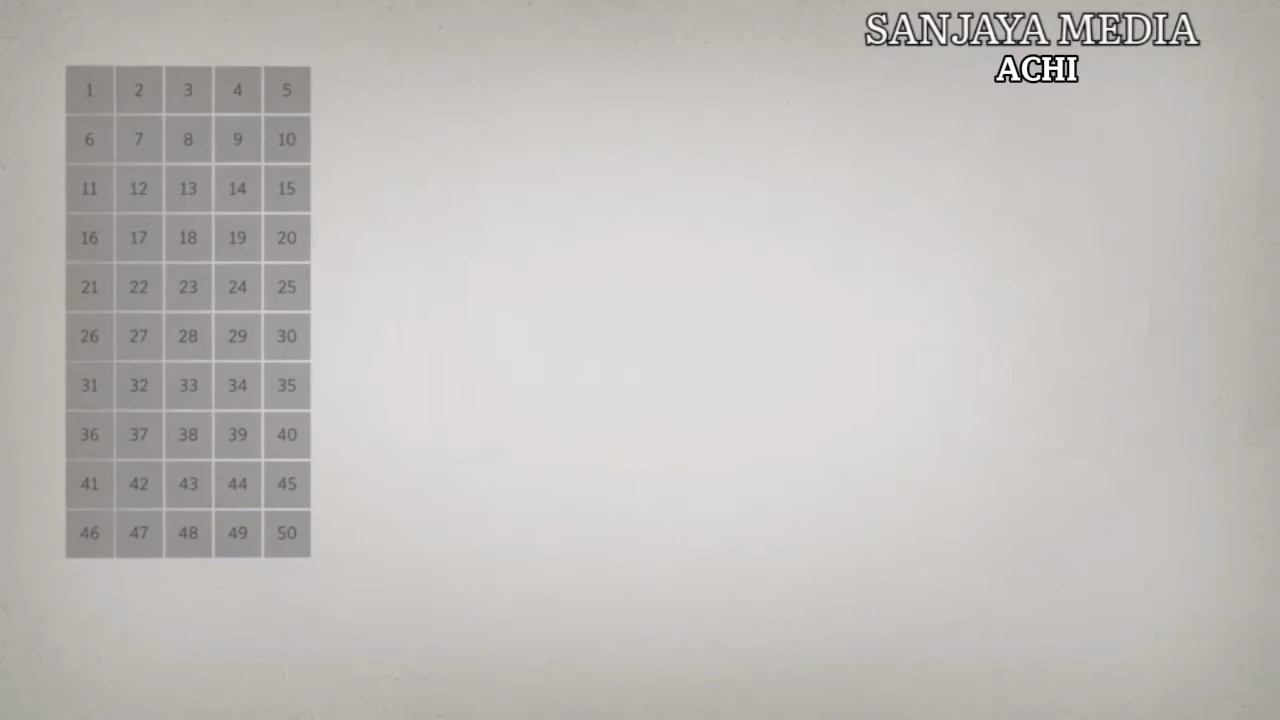 SANJAYA MEDIA
ACHI
1 2 3 4 5
6 7 8 9 10
11 12 13 14 15
16 17 18 19 20
21 22 23 24 25
26 27 28 29 30
31 32 33 34 35
36 37 38 39 40
41 42 43 44 45
46 47 48 49 50